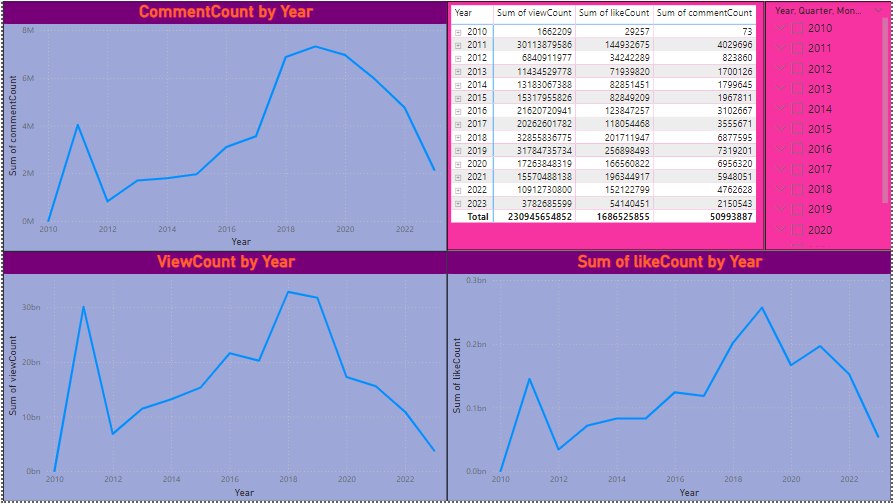 CommentCount by Year
Sum of commentCount
8M
6M
4M
2M
0M
2010 2012 2014 2016 2018 2020 2022
Year
Year Sum of viewCount Sum of likeCount Sum of commentCount
2010 1662209 29257 73
2011 30113879586 144932675 4029696
2012 6840911977 34242289 823860
2013 11434529778 71939820 1700126
2014 13183067388 82851451 1799645
2015 15317955826 82849209 1967811
2016 21620720941 123847257 3102667
2017 20262601782 118054468 3555671
2018 32855836775 201711947 6877595
2019 31784735734 256898493 7319201
2020 17263848319 166560822 6956320
2021 15570488138 196344917 5948051
2022 10912730800 152122799 4762628
2023 3782685599 54140451 2150543
Total 230945654852 1686525855 50993887
Year, Quarter, Mon...
2010
2011
2012
2013
2014
2015
2016
2017
2018
2019
2020
ViewCount by Year
Sum of viewCount
30bn
20bn
10bn
0bn
2010 2012 2014 2016 2018 2020 2022
Year
Sum of likeCount by Year
Sum of likeCount
0.3bn
0.2bn
0.1bn
0.0bn
2010 2012 2014 2016 2018 2020 2022
Year